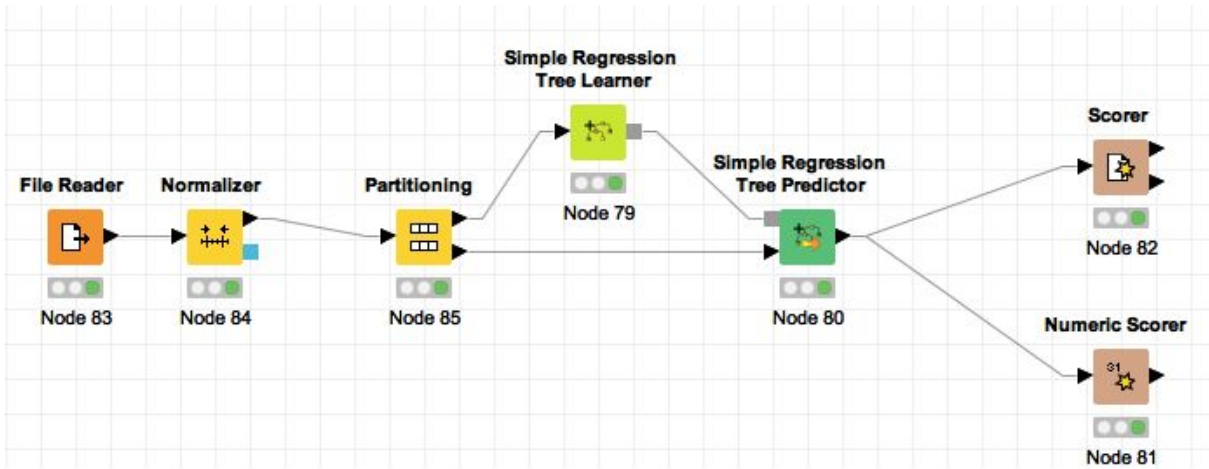 Simple Regression
Tree Learner
Node 79
Scorer
Node 82
Simple Regression
Tree Predictor
Node 80
File Reader
Node 83
Normalizer
Node 84
Partitioning
Node 85
Numeric Scorer
Node 81